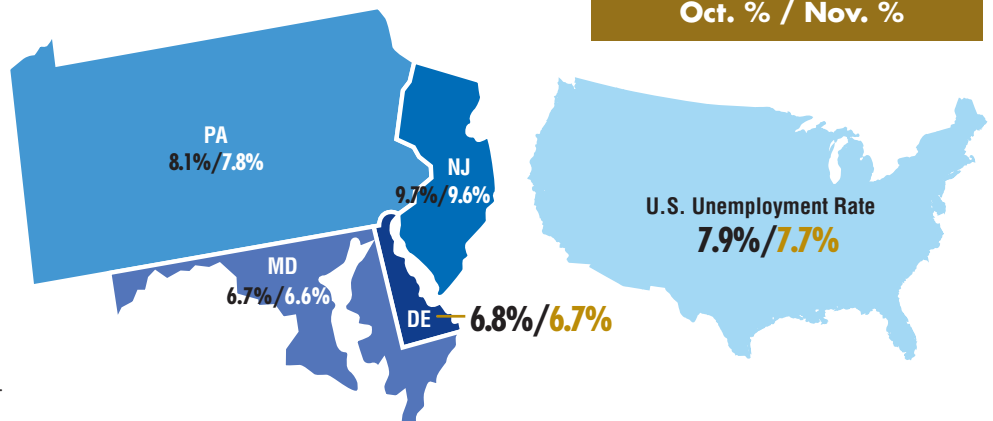 Oct. % / Nov. %
PA
8.1%/7.8%
NJ
9.7%/9.6%
U.S. Unemployment Rate
7.9%/7.7%
MD
6.7%/6.6%
DE
6.8%/6.7%